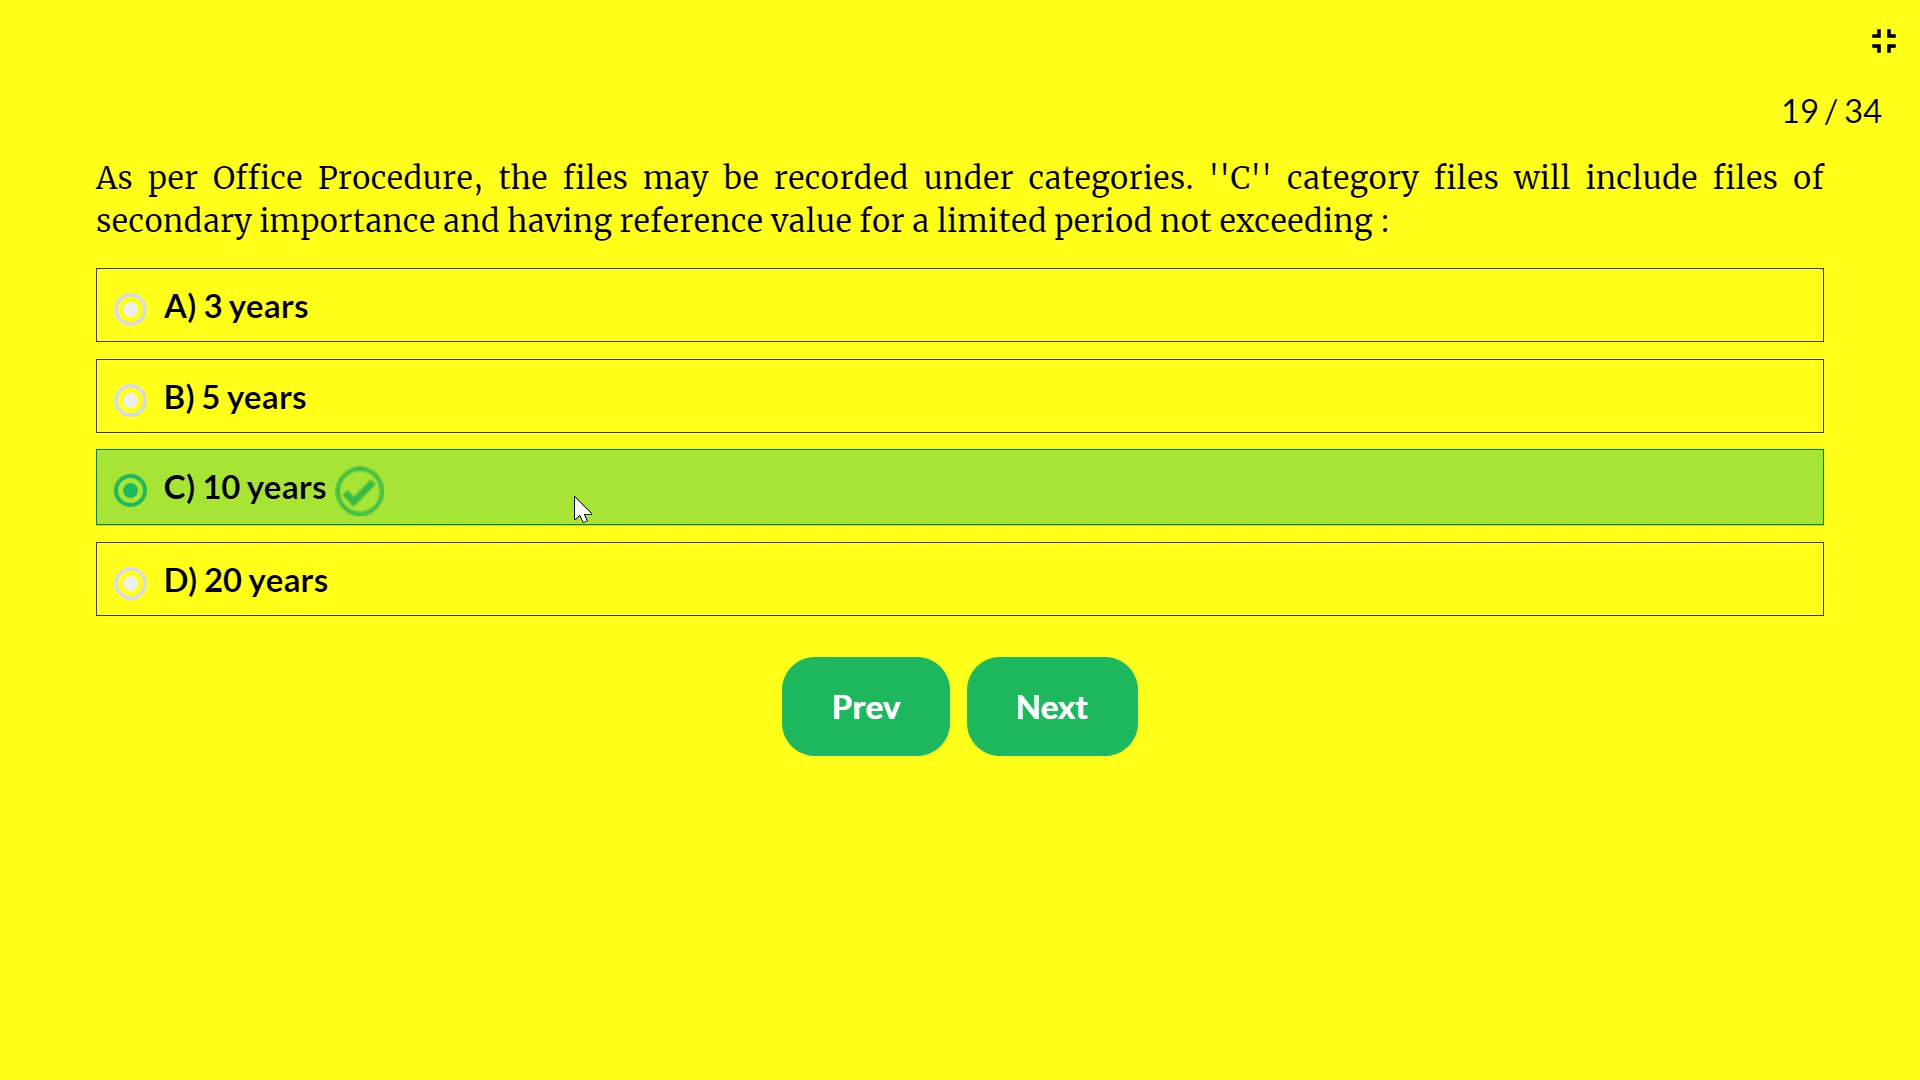 19 / 34
As per Office Procedure, the files may be recorded under categories. ''C'' category files will include files of
secondary importance and having reference value for a limited period not exceeding :
A) 3 years
B) 5 years
C) 10 years
D) 20 years
Prev Next